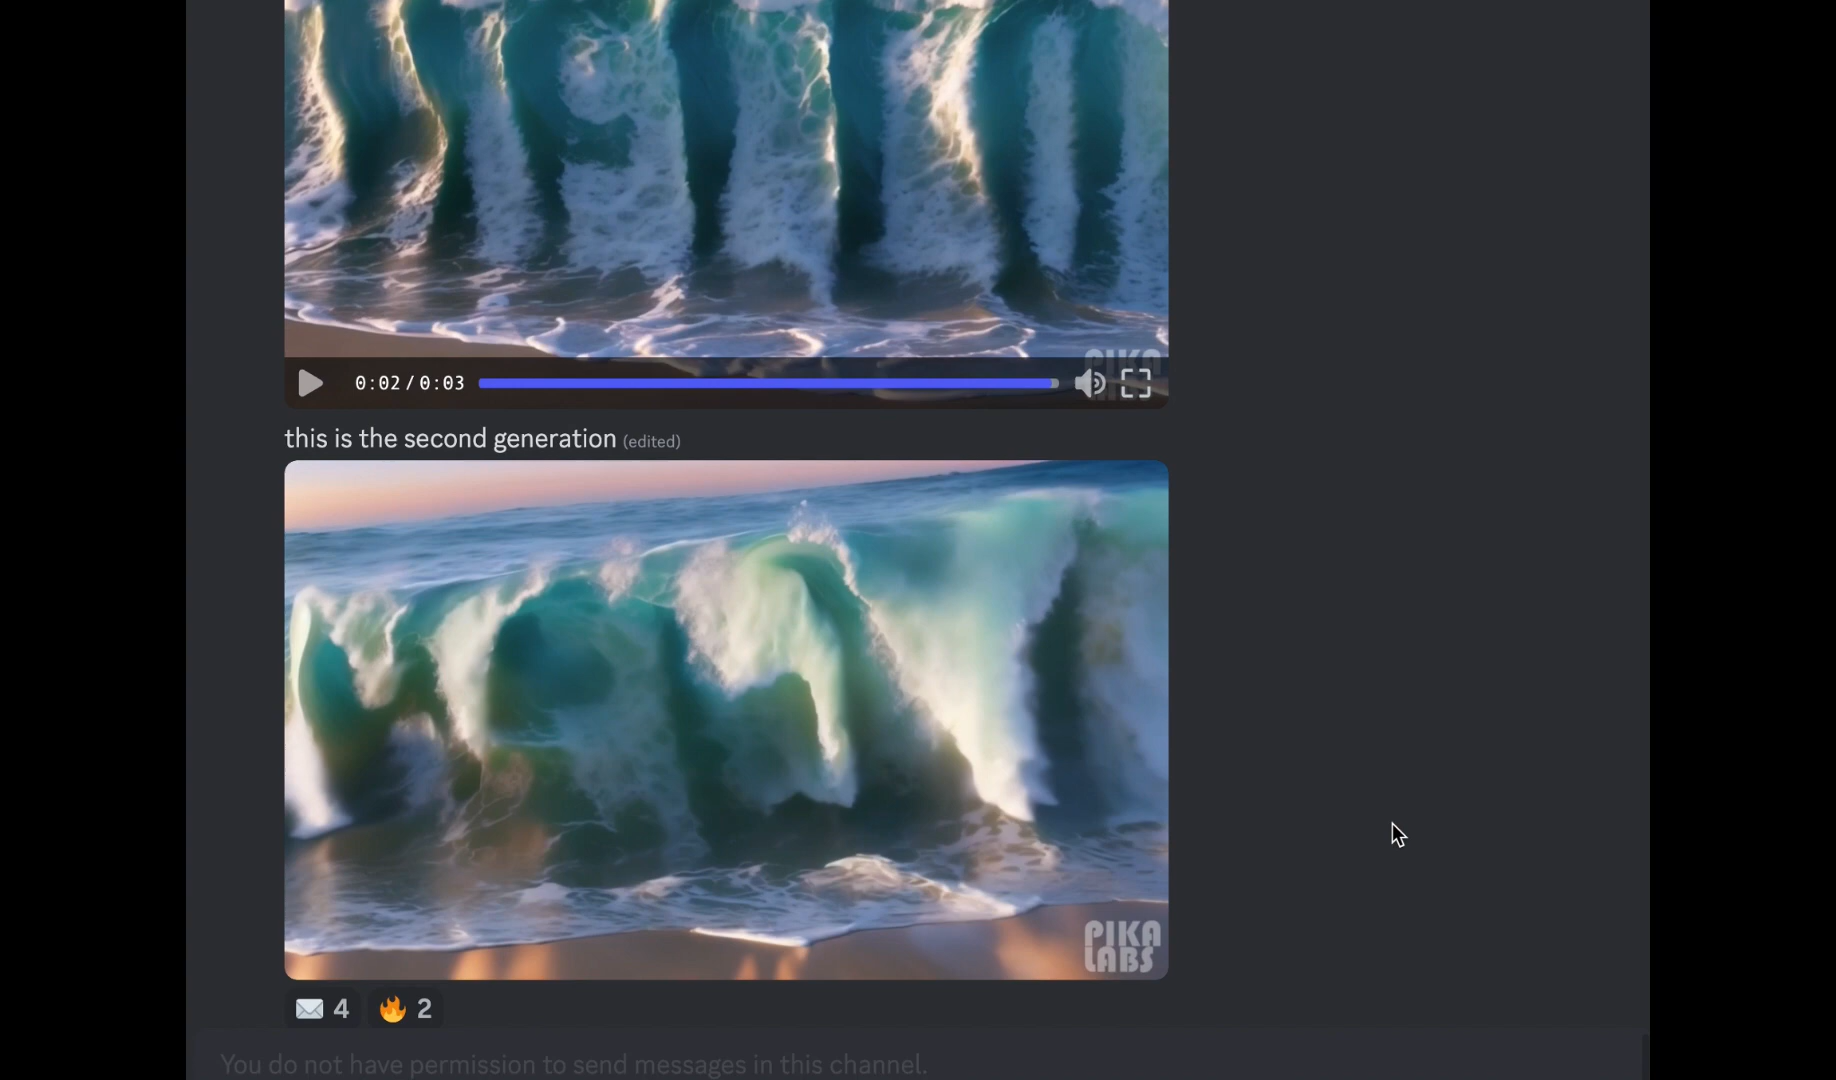 PIKA
0:02 / 0:03
this is the second generation (edited)
PIKA
LABS
4
2
You do not have permission to send messages in this channel.